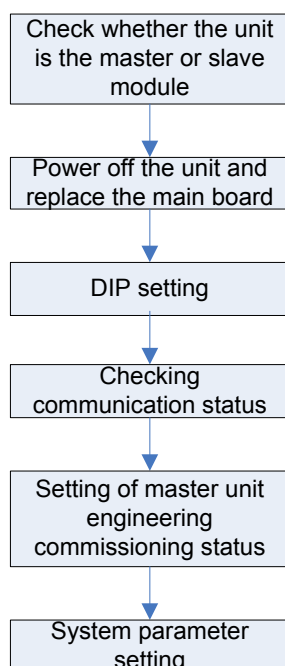 Check whether the unit
is the master or slave
module
Power off the unit and
replace the main board
DIP setting
Checking
communication status
Setting of master unit
engineering
commissioning status
System parameter
setting